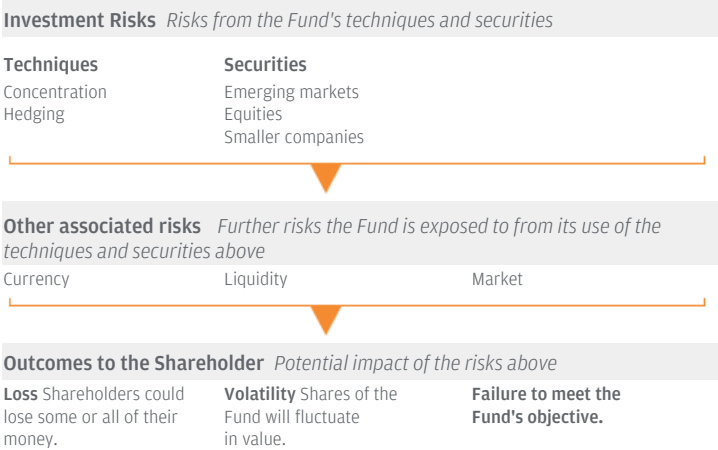 Investment Risks Risks from the Fund's techniques and securities
Techniques
Concentration
Hedging
Securities
Emerging markets
Equities
Smaller companies
Other associated risks Further risks the Fund is exposed to from its use of the
techniques and securities above
Currency
Liquidity
Market
Outcomes to the Shareholder Potential impact of the risks above
Loss Shareholders could
lose some or all of their
money.
Volatility Shares of the
Fund will fluctuate
in value.
Failure to meet the
Fund's objective.